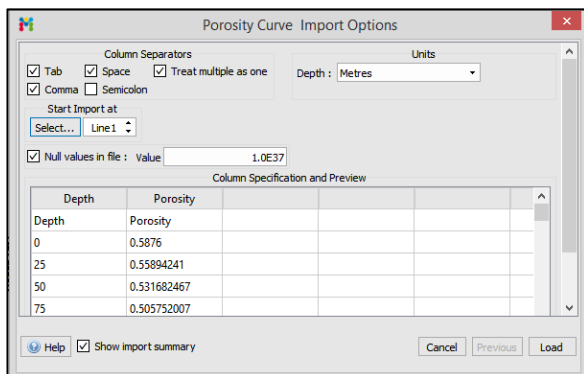 Porosity Curve Import Options
Column Separators
Tab Space Treat multiple as one
Comma Semicolon
Units
Depth : Metres
Start Import at
Select... Line1
Null values in file : Value 1.0E37
Column Specification and Preview
Depth Porosity
Depth Porosity
0 0.5876
25 0.55894241
50 0.531682467
75 0.505752007
Help Show import summary Cancel Previous Load